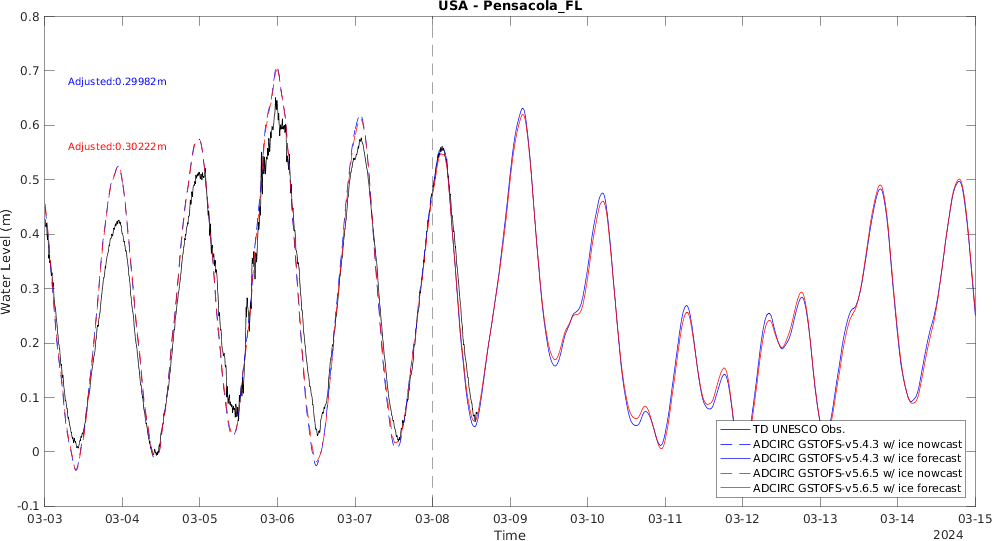 USA - Pensacola_FL
0.8
0.7
0.6
0.5
0.4
0.3
0.2
0.1
0
-0.1
Water Level (m)
Adjusted:0.29982m
Adjusted:0.30222m
TD UNESCO Obs.
ADCIRC GSTOFS-v5.4.3 w/ ice nowcast
ADCIRC GSTOFS-v5.4.3 w/ ice forecast
ADCIRC GSTOFS-v5.6.5 w/ ice nowcast
ADCIRC GSTOFS-v5.6.5 w/ ice forecast
03-03 03-04 03-05 03-06 03-07 03-08 03-09 03-10 03-11 03-12 03-13 03-14 03-15
Time
2024